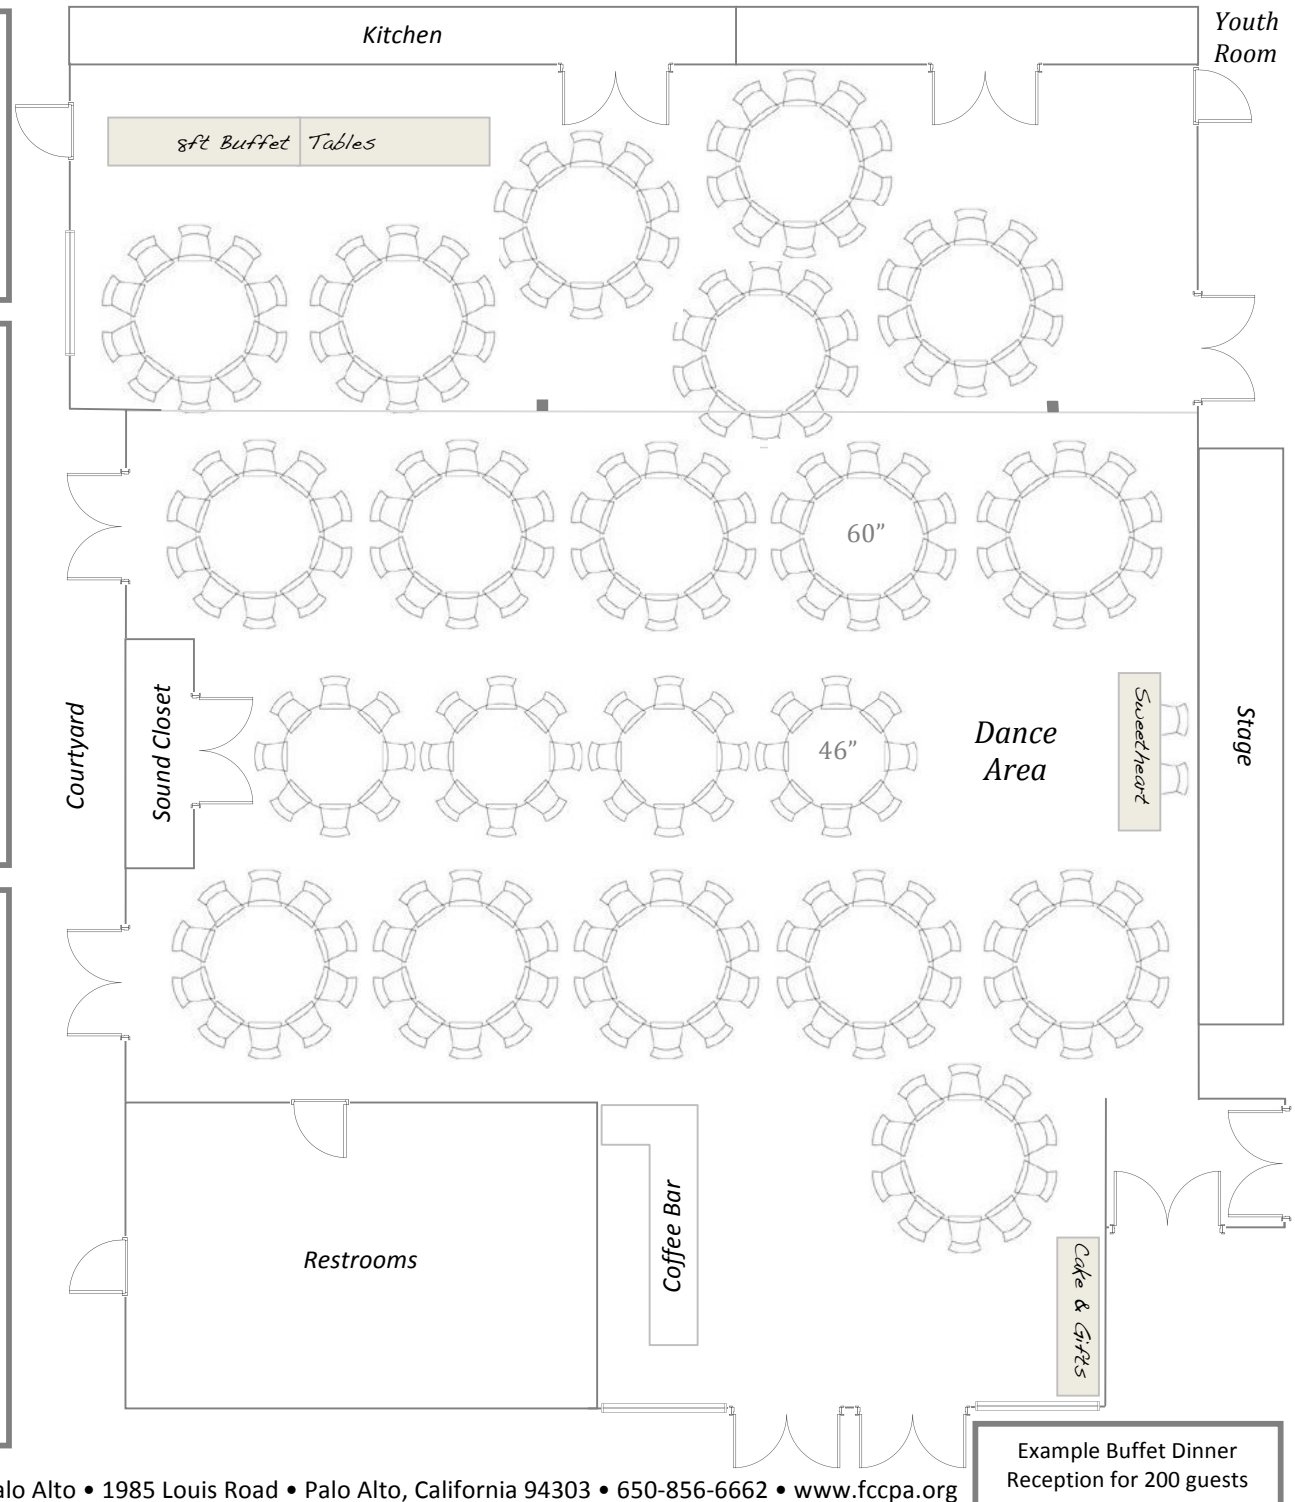 Kitchen
Youth
Room
8ft Buffet Tables
60”
Courtyard
Sound Closet
46”
Dance
Area
Sweetheart
Stage
Restrooms
Coffee Bar
Cake & Gifts
Example Buffet Dinner
Reception for 200 guests
Alto • 1985 Louis Road • Palo Alto, California 94303 • 650-856-6662 • www.fccpa.org